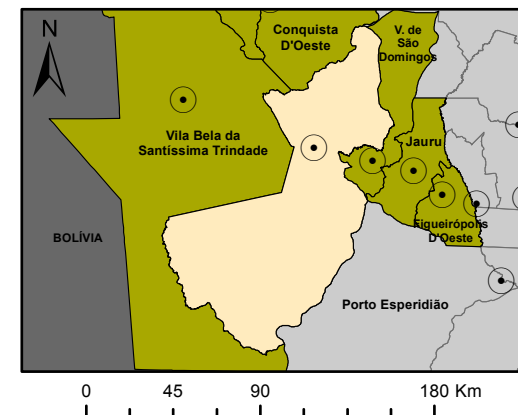 N
Conquista
D'Oeste
V. de
São
Domingos
Vila Bela da
Santíssima Trindade
Jauru
Figueirópolis
D'Oeste
BOLÍVIA
Porto Esperidião
0 45 90 180 Km